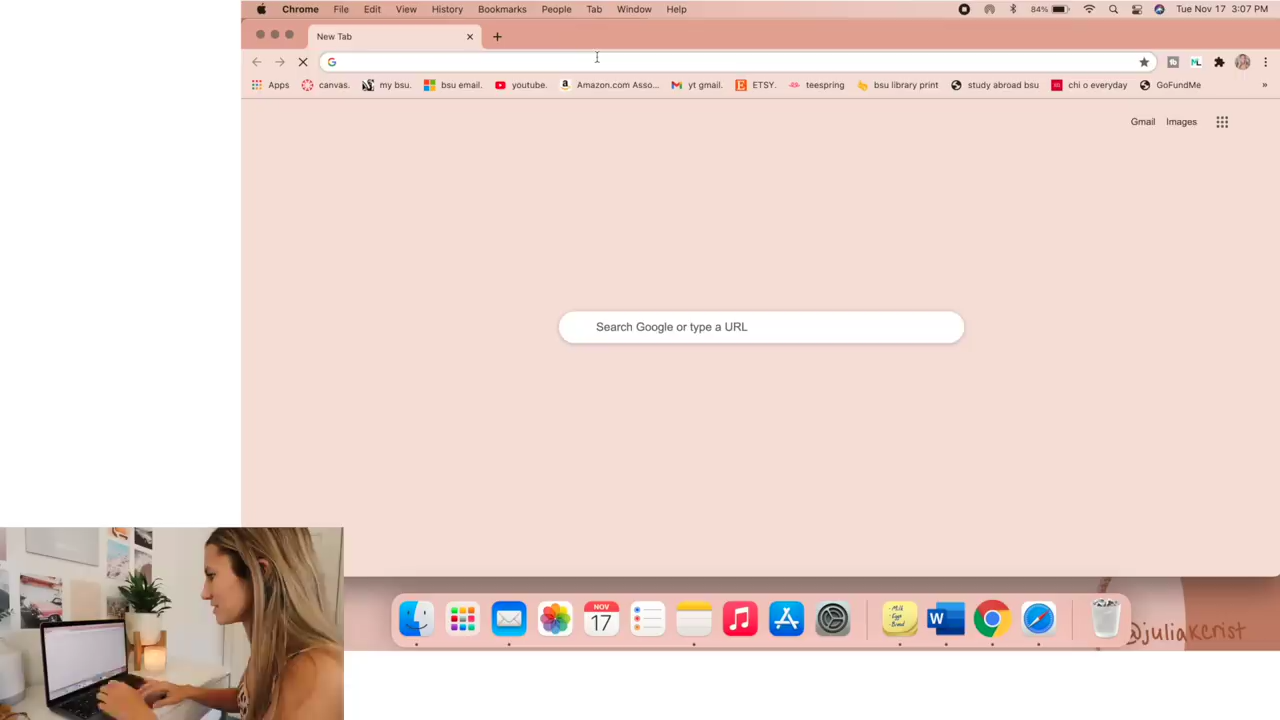 Chrome File Edit View History Bookmarks People Tab Window Help 84% Tue Nov 17 3:07 PM
New Tab
Apps canvas. my bsu. bsu email. youtube. Amazon.com Asso... yt gmail. ETSY. teespring bsu library print study abroad bsu chi o everyday GoFundMe »
Gmail Images
Search Google or type a URL
NOV
17
W
@juliakcrist